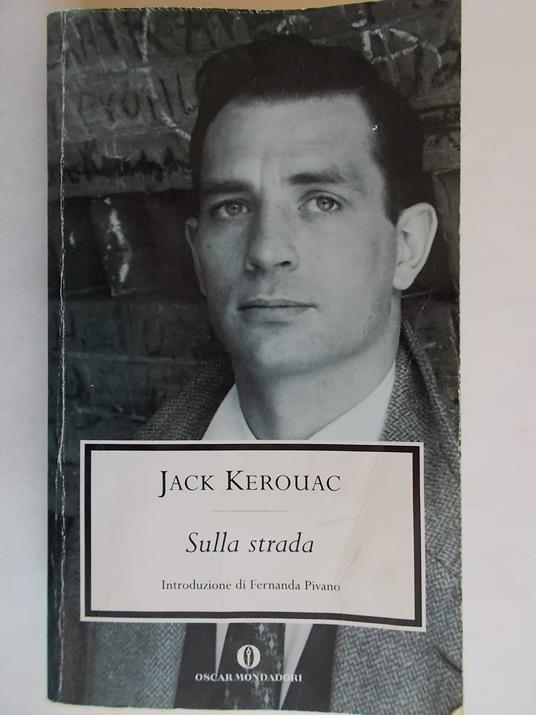 JACK KEROUAC
Sulla strada
Introduzione di Fernanda Pivano
OSCAR MONDADORI